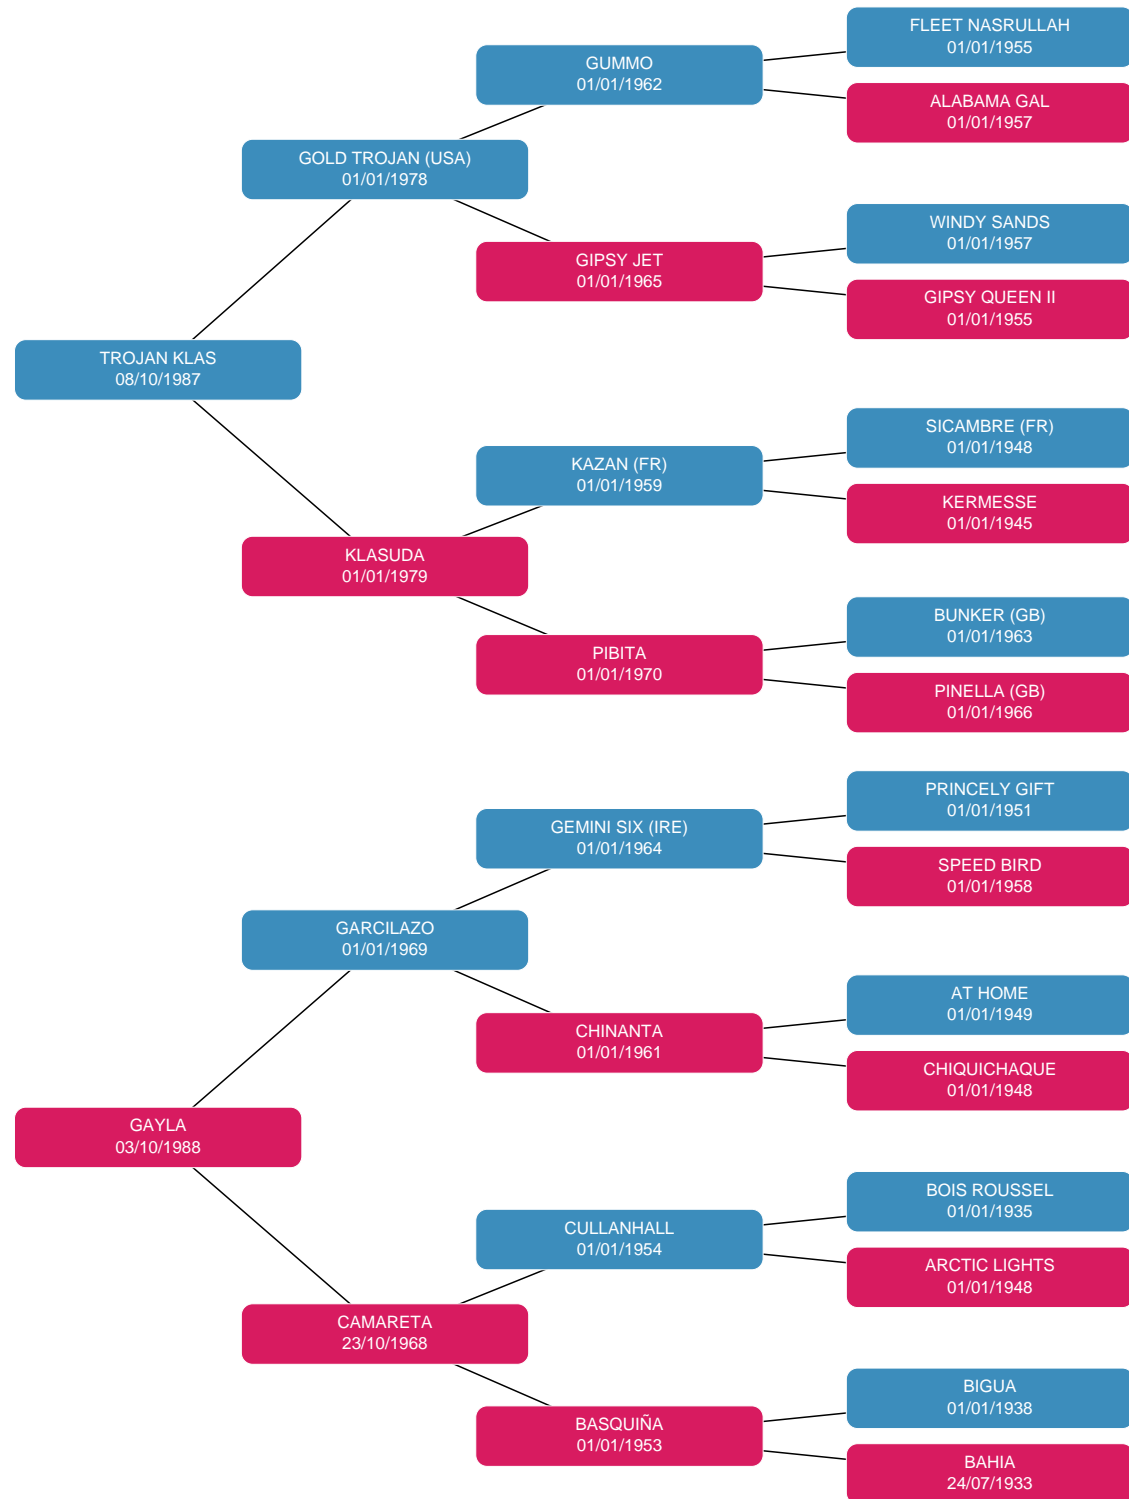 FLEET NASRULLAH
01/01/1955
GUMMO
01/01/1962
ALABAMA GAL
01/01/1957
GOLD TROJAN (USA)
01/01/1978
WINDY SANDS
01/01/1957
GIPSY JET
01/01/1965
GIPSY QUEEN II
01/01/1955
TROJAN KLAS
08/10/1987
SICAMBRE (FR)
01/01/1948
KAZAN (FR)
01/01/1959
KERMESSE
01/01/1945
KLASUDA
01/01/1979
BUNKER (GB)
01/01/1963
PIBITA
01/01/1970
PINELLA (GB)
01/01/1966
PRINCELY GIFT
01/01/1951
GEMINI SIX (IRE)
01/01/1964
SPEED BIRD
01/01/1958
GARCILAZO
01/01/1969
AT HOME
01/01/1949
CHINANTA
01/01/1961
CHIQUICHAQUE
01/01/1948
GAYLA
03/10/1988
BOIS ROUSSEL
01/01/1935
CULLANHALL
01/01/1954
ARCTIC LIGHTS
01/01/1948
CAMARETA
23/10/1968
BIGUA
01/01/1938
BASQUIÑA
01/01/1953
BAHIA
24/07/1933